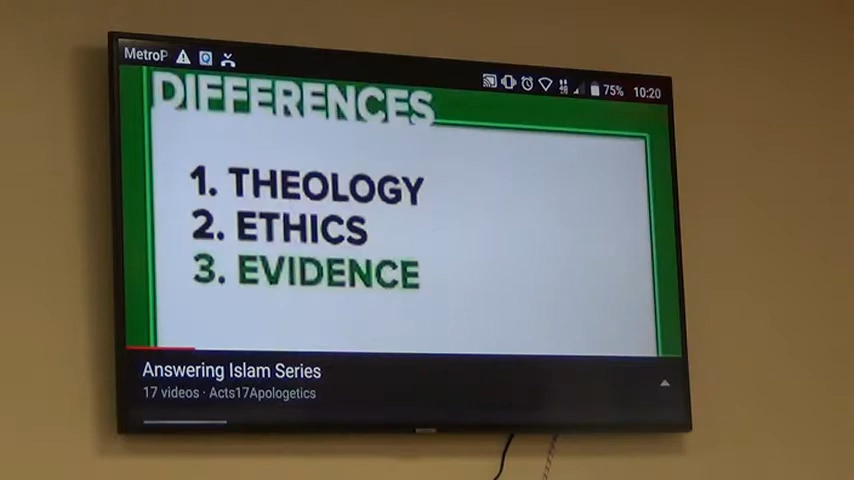 MetroP
75% 10:20
DIFFERENCES
1. THEOLOGY
2. ETHICS
3. EVIDENCE
Answering Islam Series
17 videos · Acts17Apologetics